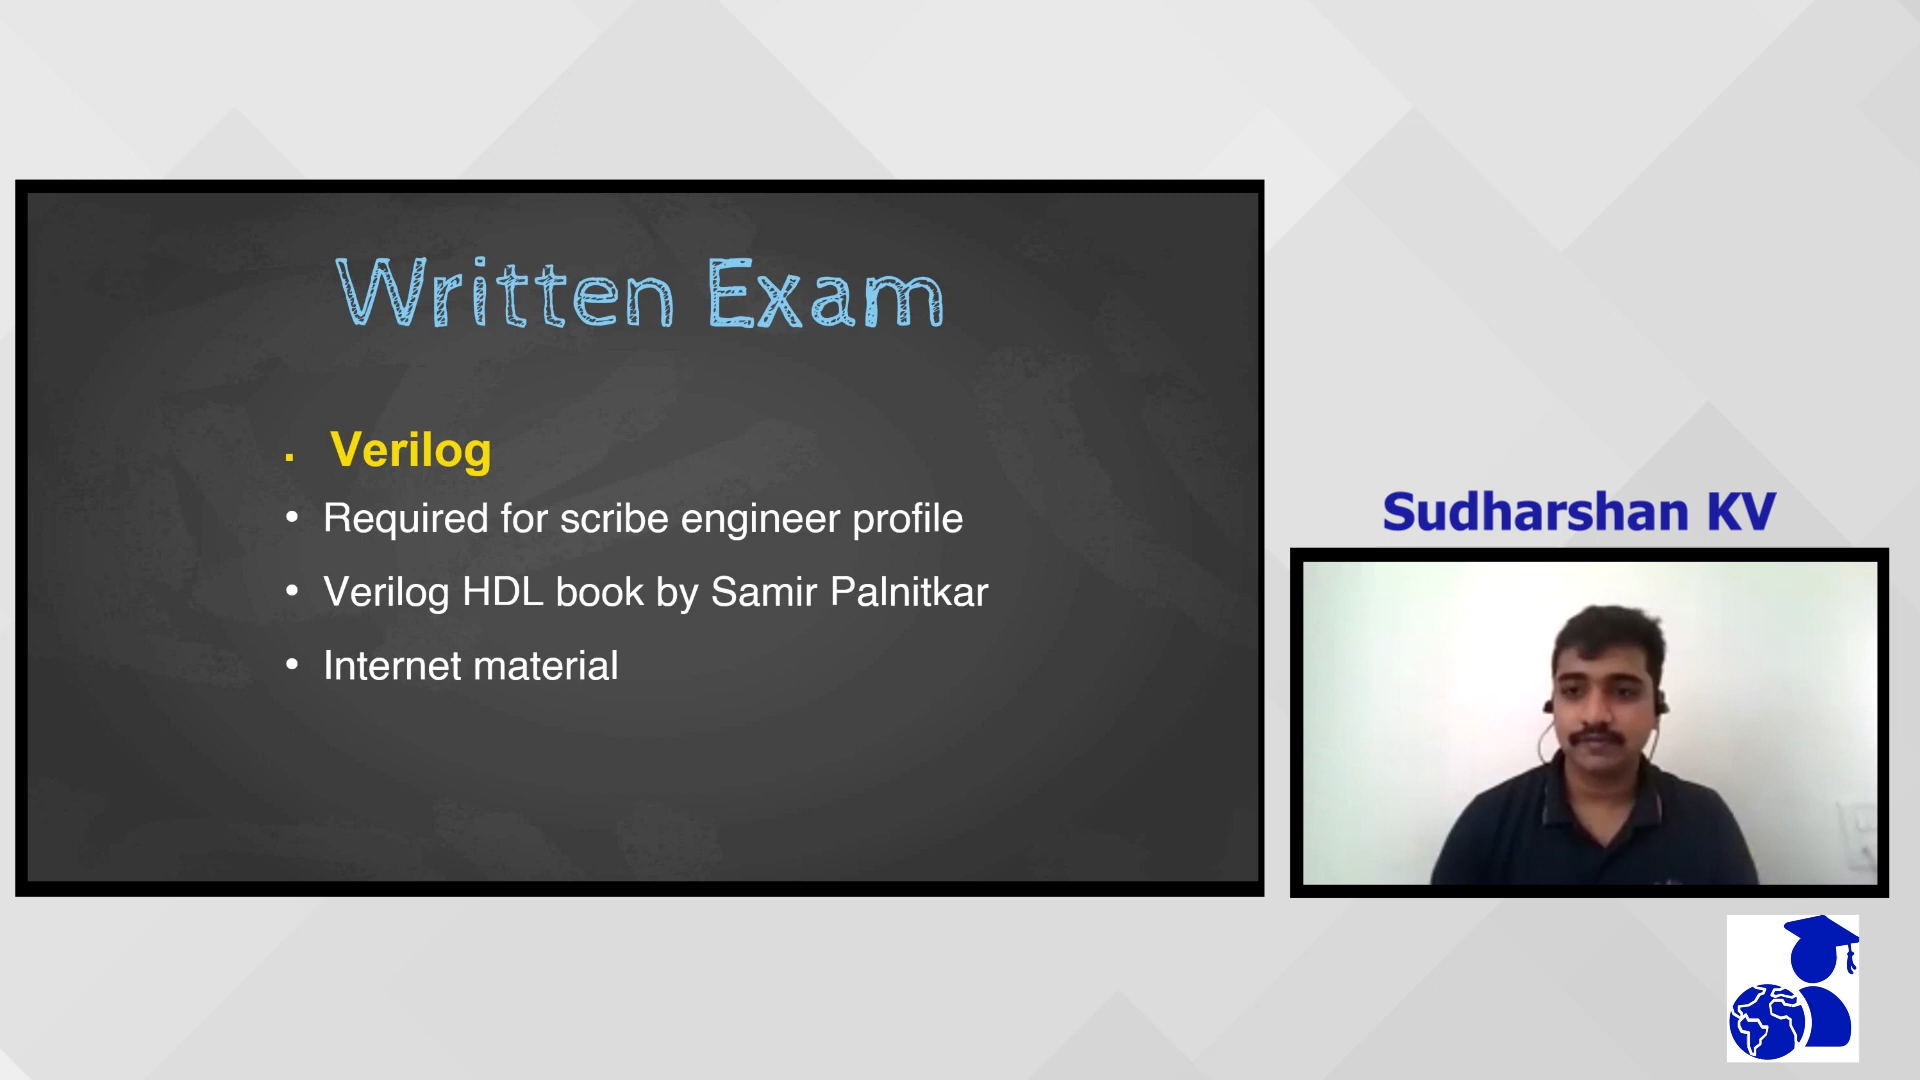 Written Exam
Verilog
Required for scribe engineer profile
Verilog HDL book by Samir Palnitkar
Internet material
Sudharshan KV